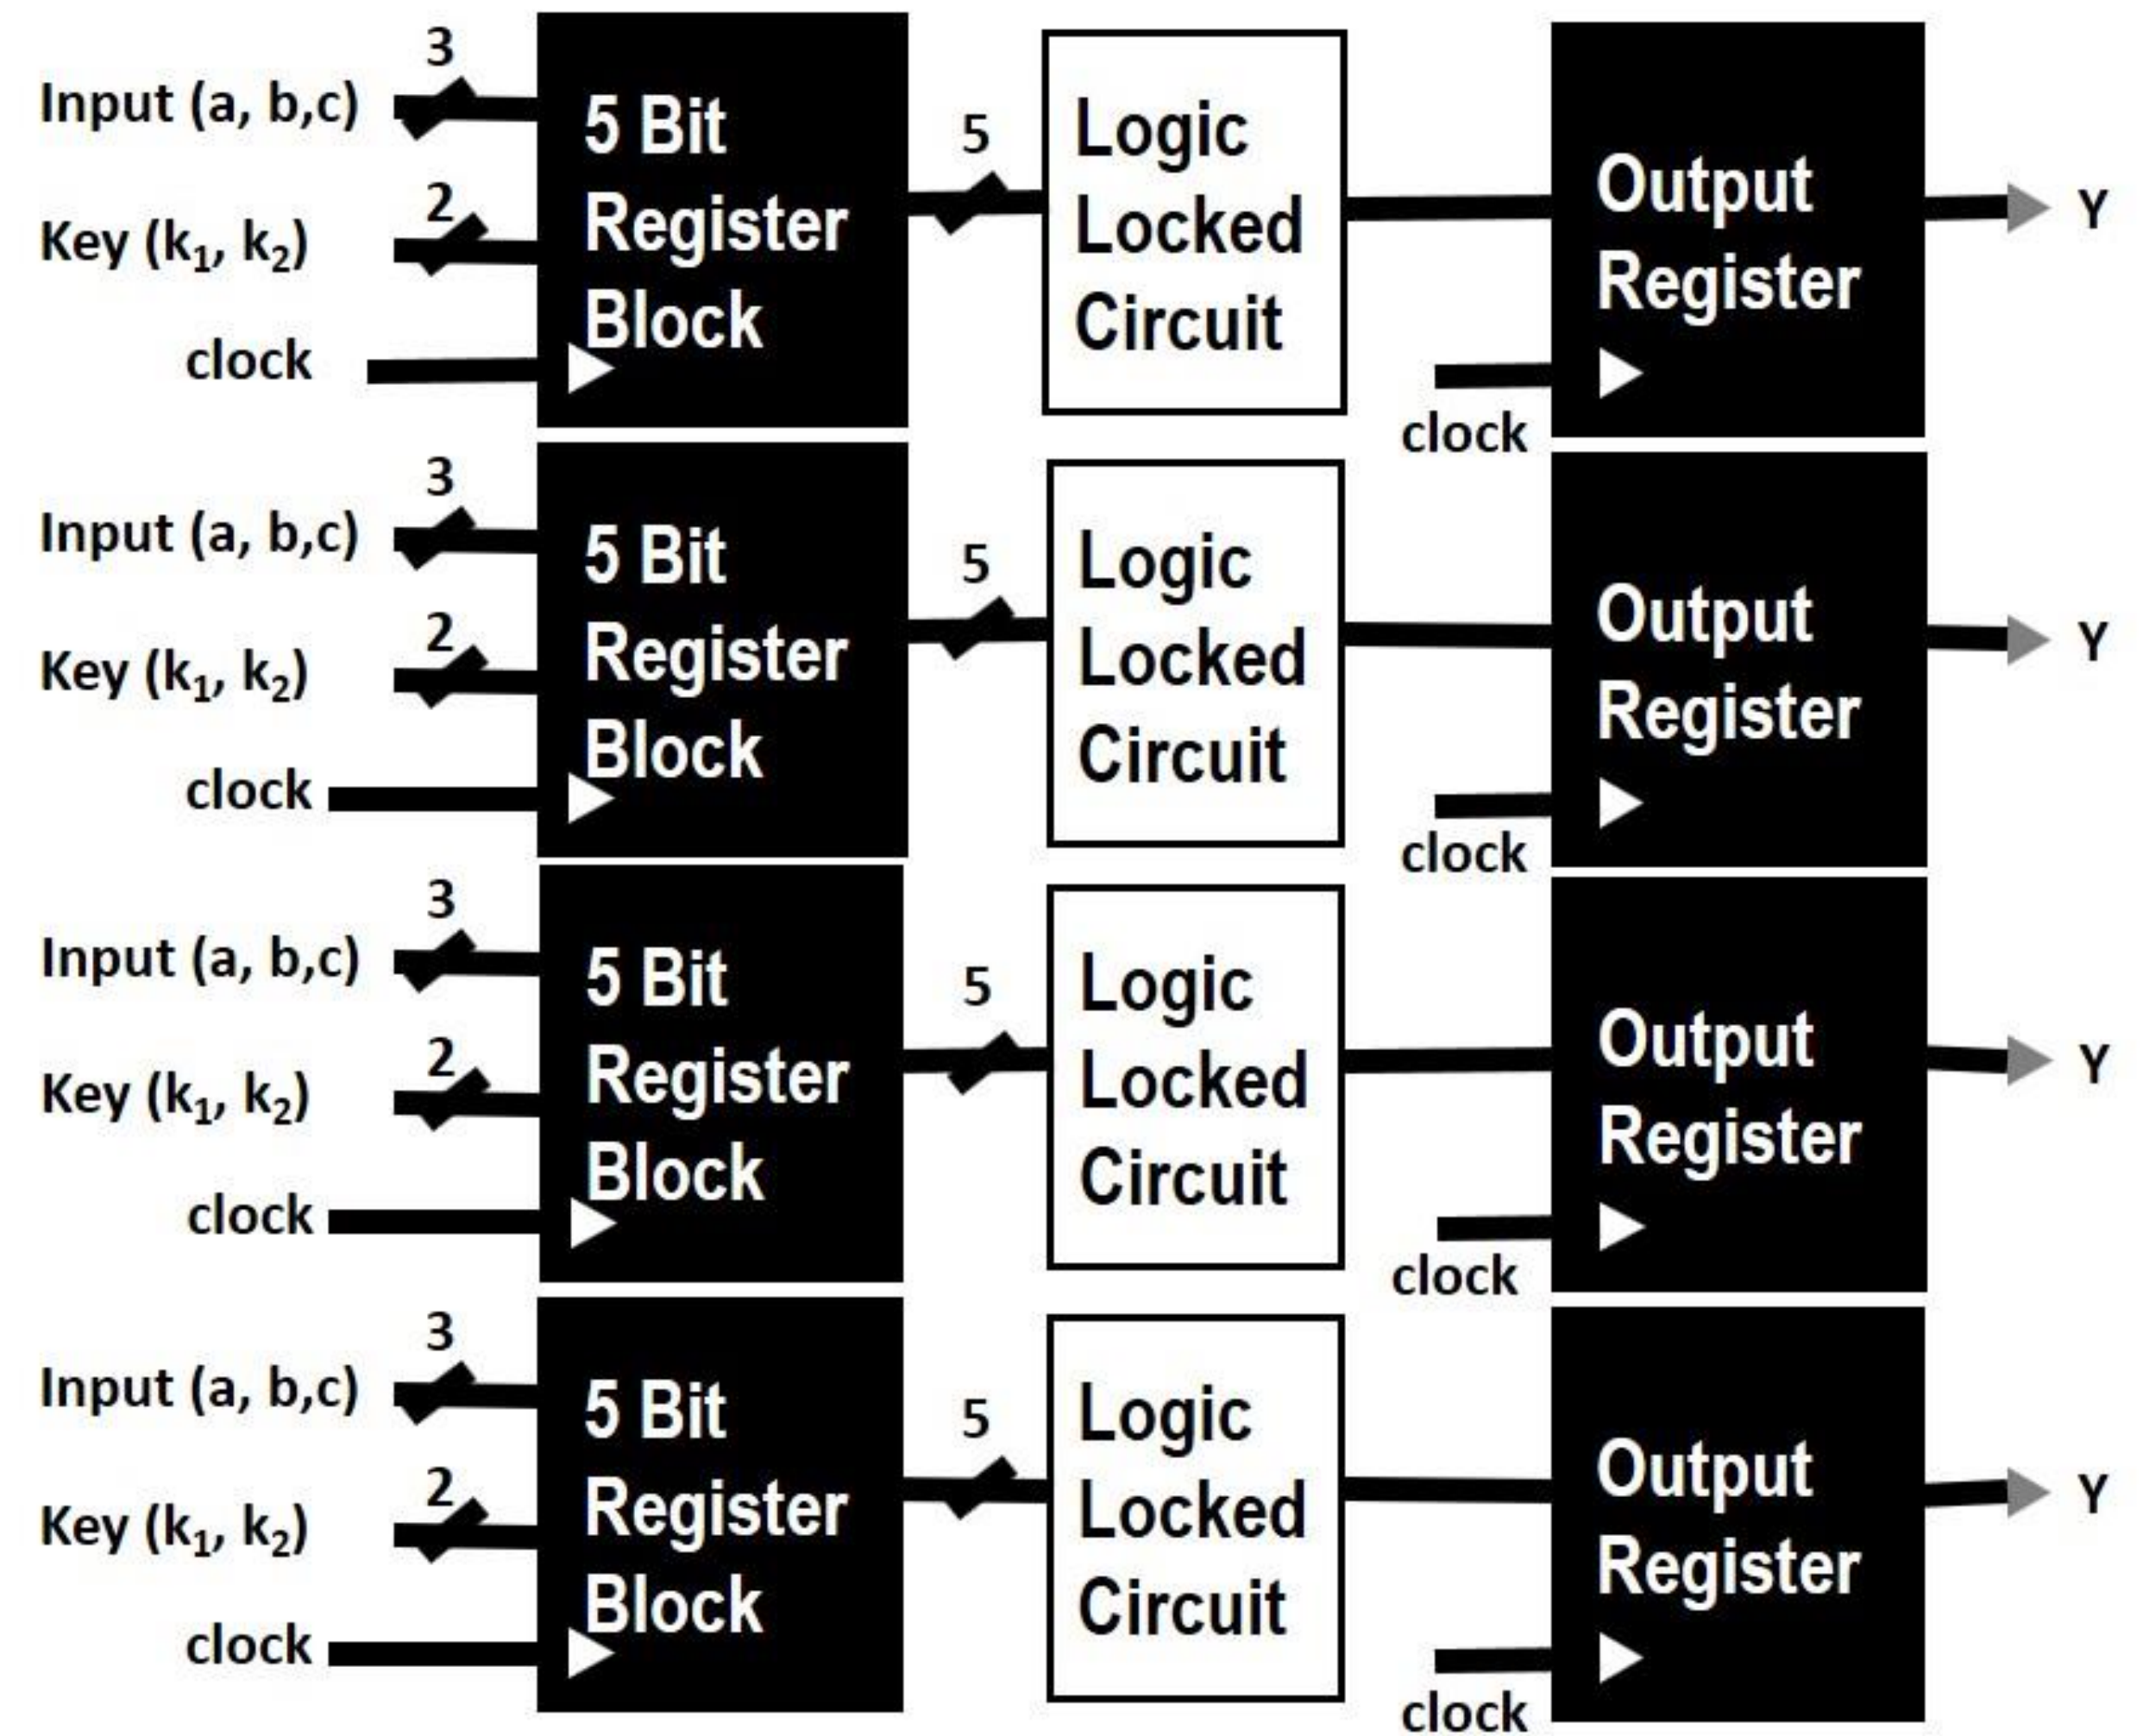 3
Input (a, b,c)
5 Bit
Register
Block
2
Key (k₁, k₂)
clock
5
Logic
Locked
Circuit
Output
Register
clock
Y
3
Input (a, b,c)
5 Bit
Register
Block
2
Key (k₁, k₂)
clock
5
Logic
Locked
Circuit
Output
Register
clock
Y
3
Input (a, b,c)
5 Bit
Register
Block
2
Key (k₁, k₂)
clock
5
Logic
Locked
Circuit
Output
Register
clock
Y
3
Input (a, b,c)
5 Bit
Register
Block
2
Key (k₁, k₂)
clock
5
Logic
Locked
Circuit
Output
Register
clock
Y